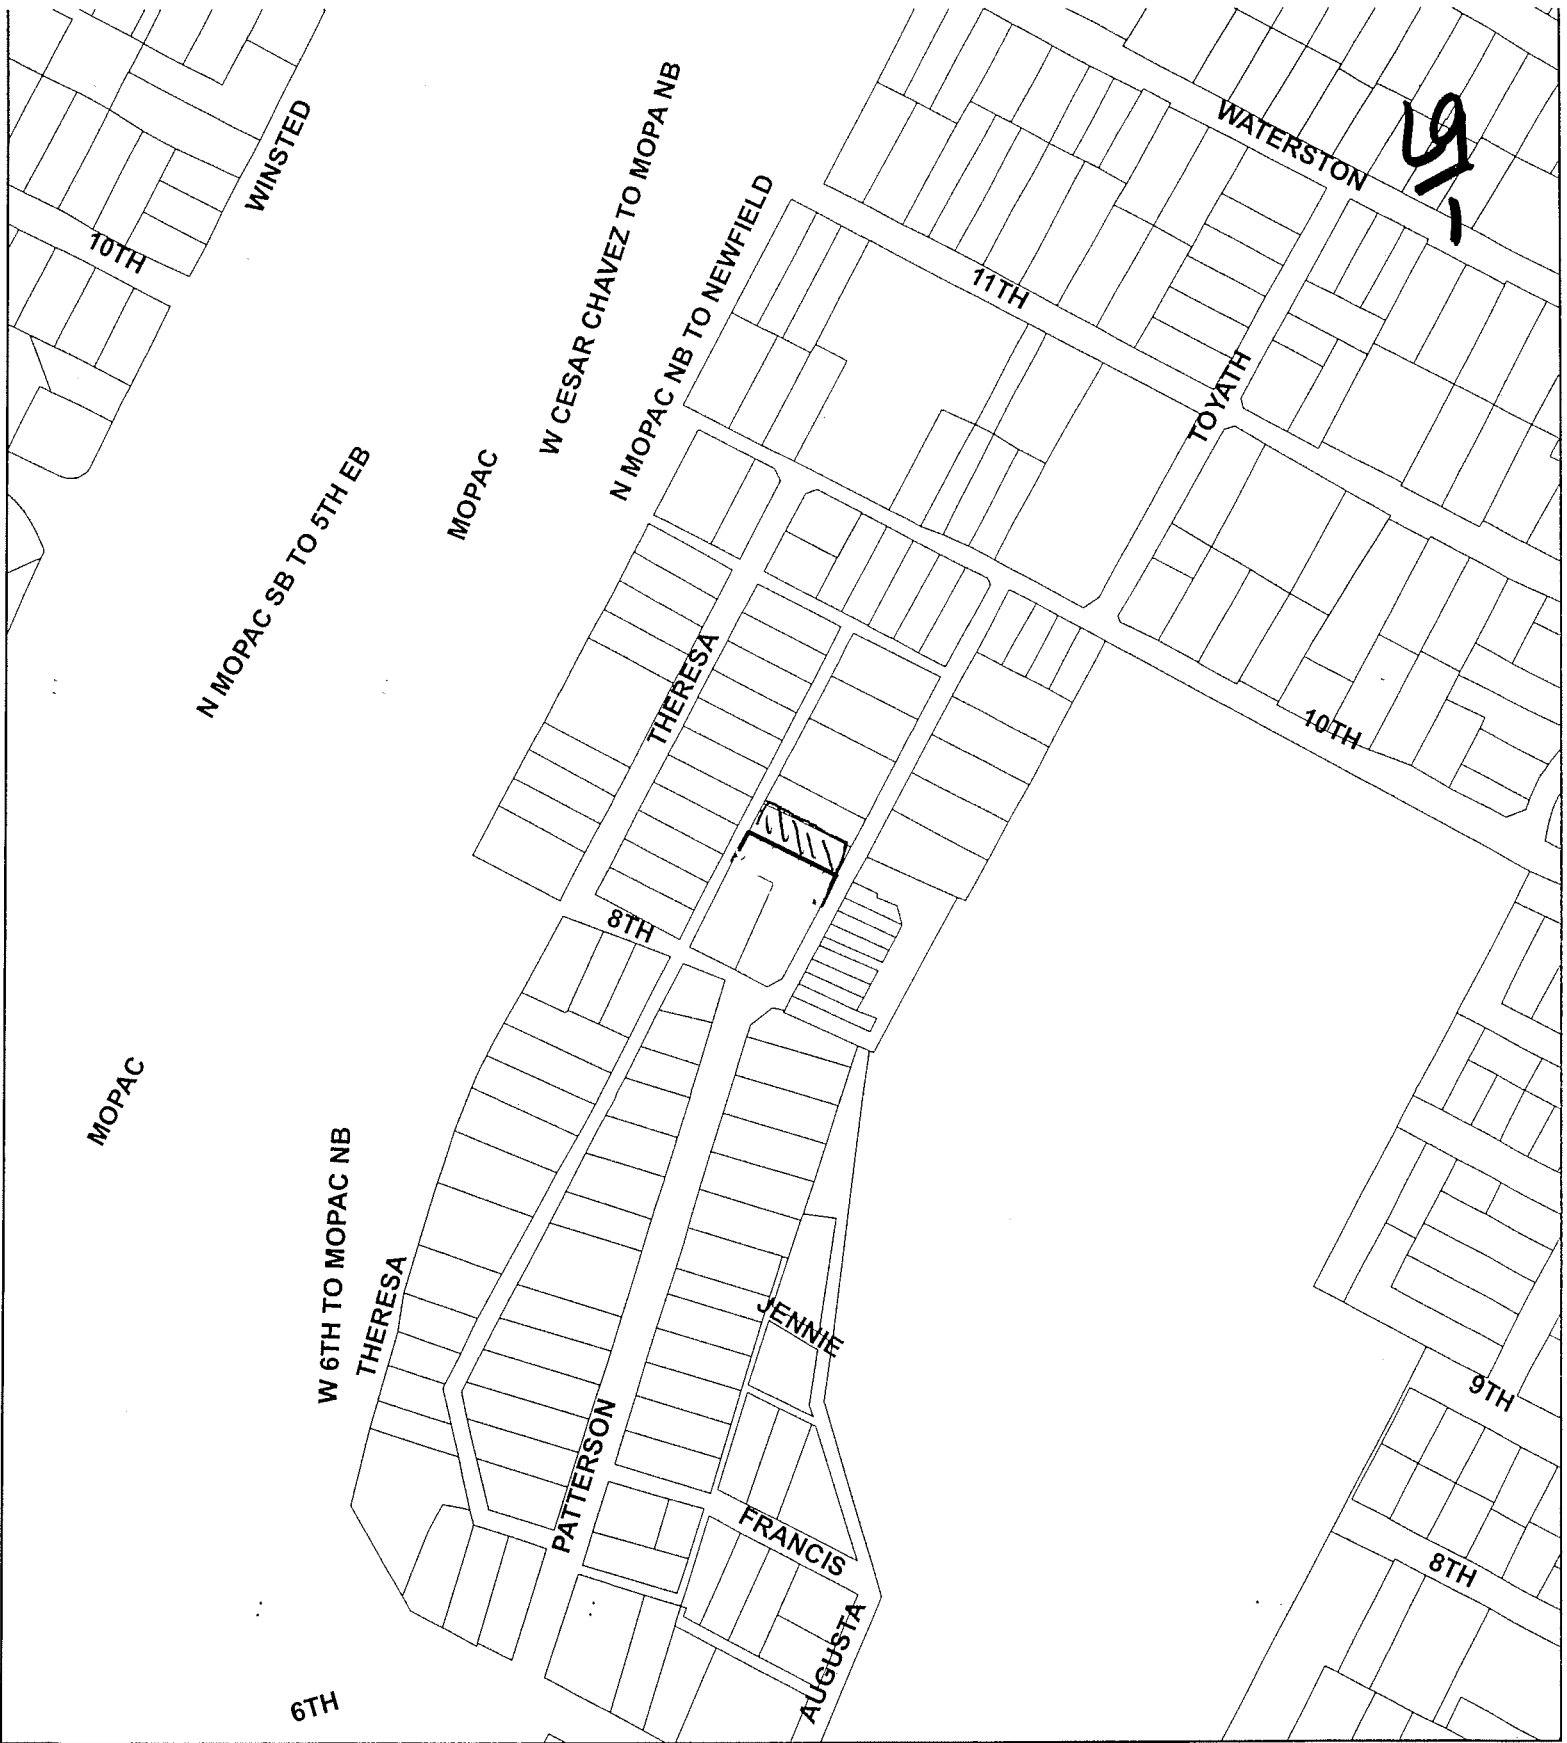 WATERSTON
WINSTED
10TH
W CESAR CHAVEZ TO MOPA NB
N MOPAC NB TO NEWFIELD
11TH
TOYATH
MOPAC
N MOPAC SB TO 5TH EB
THERESA
10TH
8TH
MOPAC
W 6TH TO MOPAC NB
THERESA
JENNIE
9TH
PATTERSON
FRANCIS
8TH
AUGUSTA
6TH